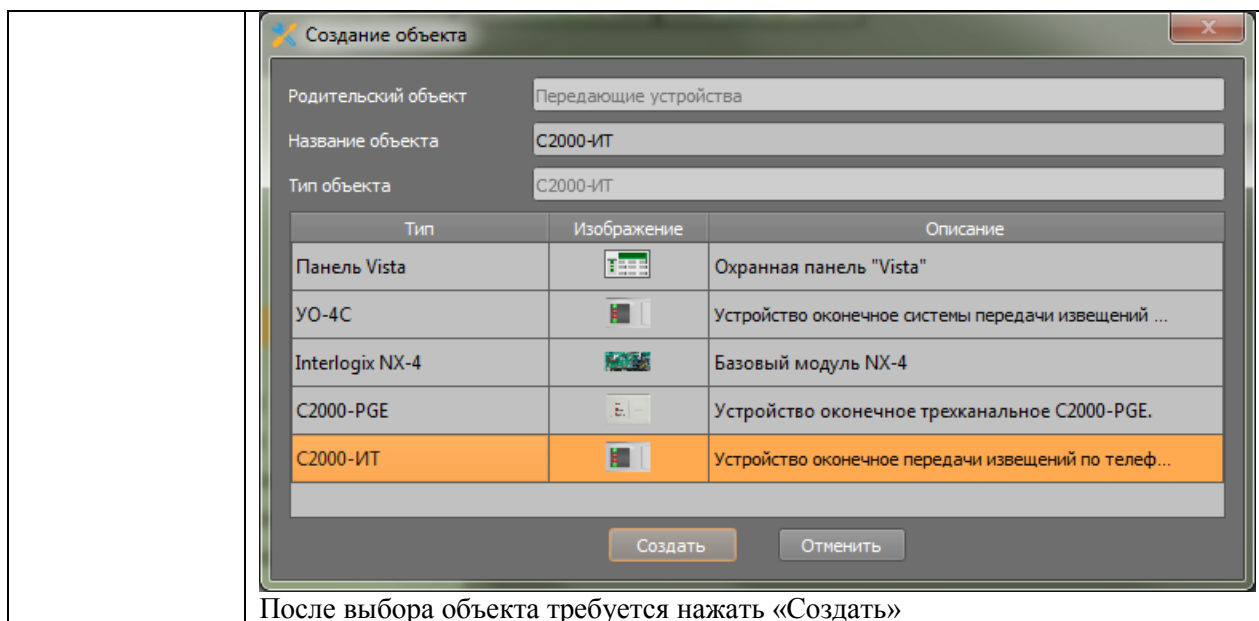 Создание объекта
Родительский объект Передающие устройства
Название объекта С2000-ИТ
Тип объекта С2000-ИТ
Тип Изображение Описание
Панель Vista Охранная панель "Vista"
УО-4С Устройство оконечное системы передачи извещений ...
Interlogix NX-4 Базовый модуль NX-4
С2000-PGE Устройство оконечное трехканальное С2000-PGE.
С2000-ИТ Устройство оконечное передачи извещений по телеф...
Создать Отменить
После выбора объекта требуется нажать «Создать»